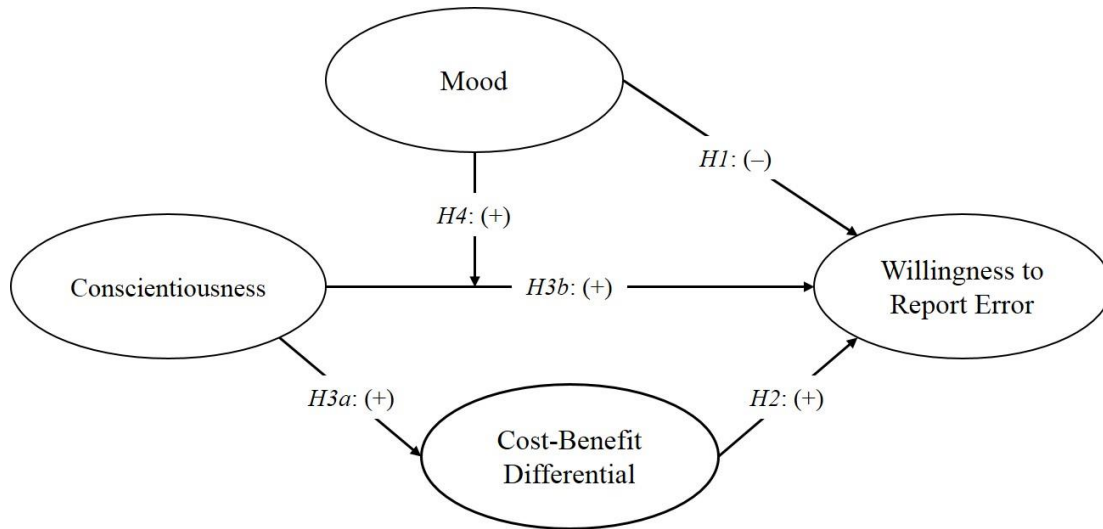 Mood
H1: (–)
H4: (+)
Conscientiousness
H3b: (+)
Willingness to
Report Error
H3a: (+)
H2: (+)
Cost-Benefit
Differential